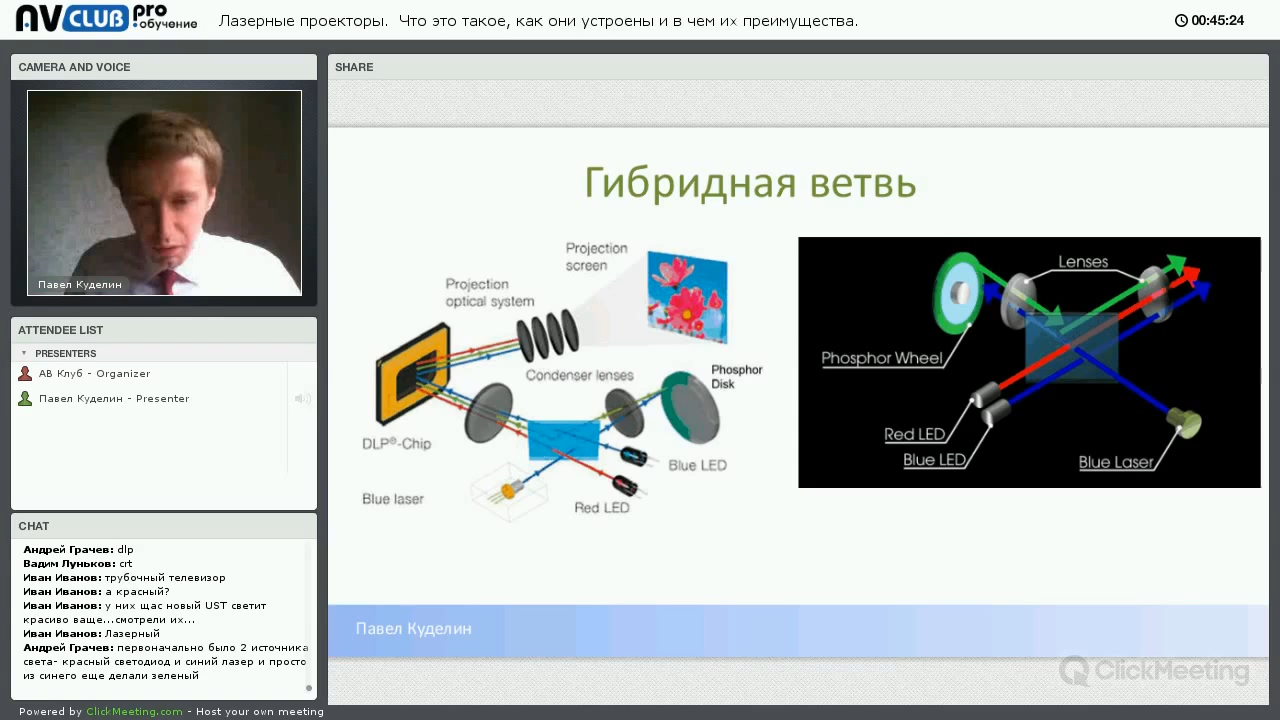 AV CLUB pro .обучение
Лазерные проекторы. Что это такое, как они устроены и в чем их преимущества.
00:45:24
CAMERA AND VOICE
Павел Куделин
ATTENDEE LIST
PRESENTERS
АВ Клуб - Organizer
Павел Куделин - Presenter
CHAT
Андрей Грачев: dlp
Вадим Луньков: crt
Иван Иванов: трубочный телевизор
Иван Иванов: а красный?
Иван Иванов: у них щас новый UST светит
красиво ваще...смотрели их...
Иван Иванов: Лазерный
Андрей Грачев: первоначально было 2 источника
света- красный светодиод и синий лазер и просто
из синего еще делали зеленый
Powered by ClickMeeting.com - Host your own meeting
SHARE
Гибридная ветвь
Projection
screen
Projection
optical system
Condenser lenses
Phosphor
Disk
DLP®-Chip
Blue LED
Blue laser
Red LED
Lenses
Phosphor Wheel
Red LED
Blue LED
Blue Laser
Павел Куделин
ClickMeeting